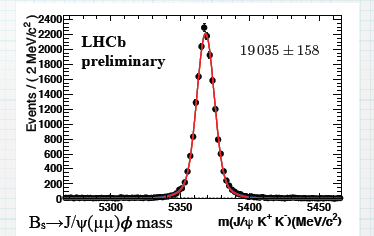 Events / ( 2 MeV/c² )
2400
2200
2000
1800
1600
1400
1200
1000
800
600
400
200
0
LHCb
preliminary
19035 ± 158
5300 5350 5400 5450
Bs→J/ψ(μμ)ϕ mass
m(J/ψ K⁺ K⁻)(MeV/c²)